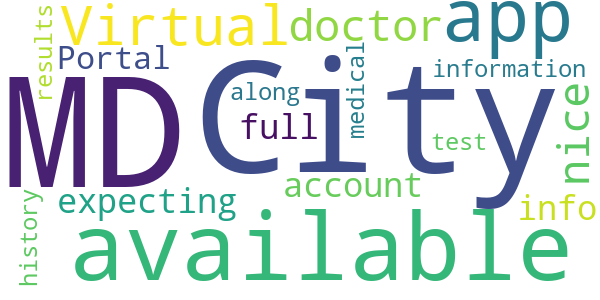 Virtual
doctor
app
results
Portal
MD
City
medical
information
along
full
test
nice
account
expecting
info
history
available